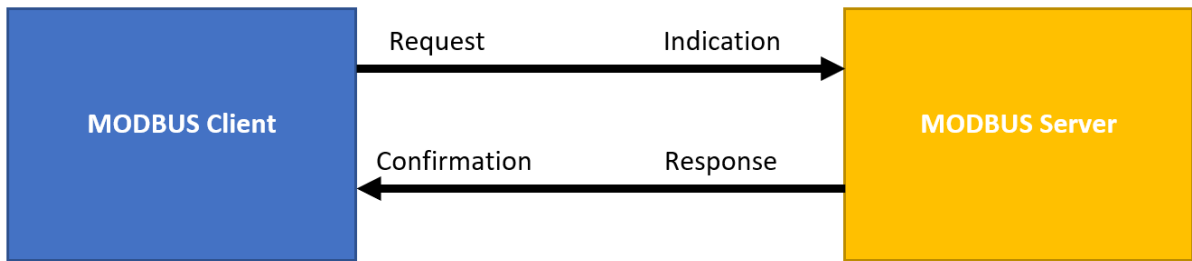 Request Indication
MODBUS Client MODBUS Server
Confirmation Response